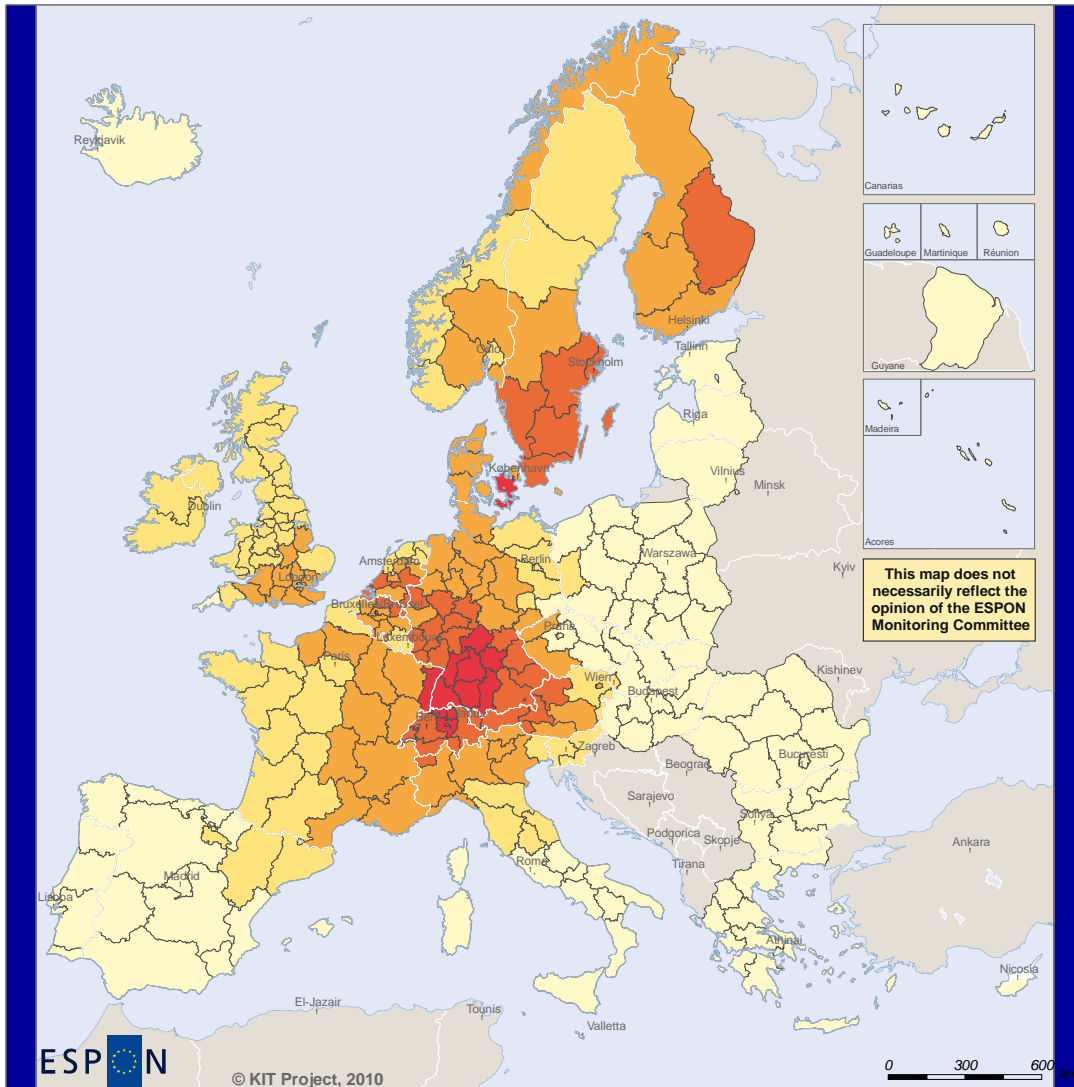 Reykjavik
Canarias
Guadeloupe
Martinique
Réunion
Guyane
Madeira
Acores
This map does not
necessarily reflect the
opinion of the ESPON
Monitoring Committee
Helsinki
Oslo
Stockholm
Tallinn
Riga
København
Vilnius
Minsk
Dublin
Amsterdam
Berlin
Warszawa
London
Kyiv
Bruxelles/Brussel
Luxembourg
Praha
Paris
Kishinev
Wien
Budapest
Bern
Zagreb
Bucuresti
Beograd
Sarajevo
Sofiya
Podgorica
Skopje
Roma
Tirana
Ankara
Madrid
Lisboa
Athinai
Nicosia
El-Jazair
Tounis
Valletta
ESPON
© KIT Project, 2010
0 300 600